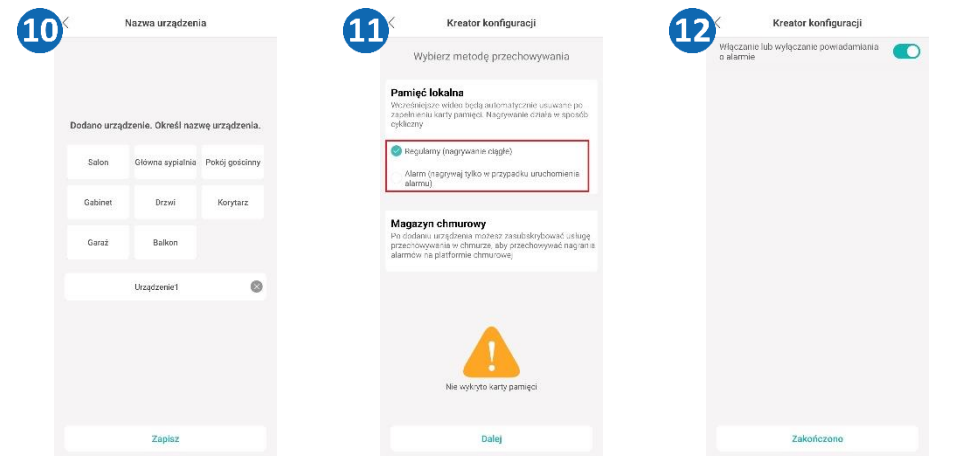 10
Nazwa urządzenia
Dodano urządzenie. Określ nazwę urządzenia.
Salon
Główna sypialnia
Pokój gościnny
Gabinet
Drzwi
Korytarz
Garaż
Balkon
Urządzenie1
Zapisz
11
Kreator konfiguracji
Wybierz metodę przechowywania
Pamięć lokalna
Wcześniejsze wideo będą automatycznie usuwane po
zapełnieniu karty pamięci. Nagrywanie działa w sposób
cykliczny
Regularny (nagrywanie ciągłe)
Alarm (nagrywaj tylko w przypadku uruchomienia
alarmu)
Magazyn chmurowy
Po dodaniu urządzenia możesz zasubskrybować usługę
przechowywania w chmurze, aby przechowywać nagrania
alarmów na platformie chmurowej
Nie wykryto karty pamięci
Dalej
12
Kreator konfiguracji
Włączanie lub wyłączanie powiadamiania
o alarmie
Zakończono